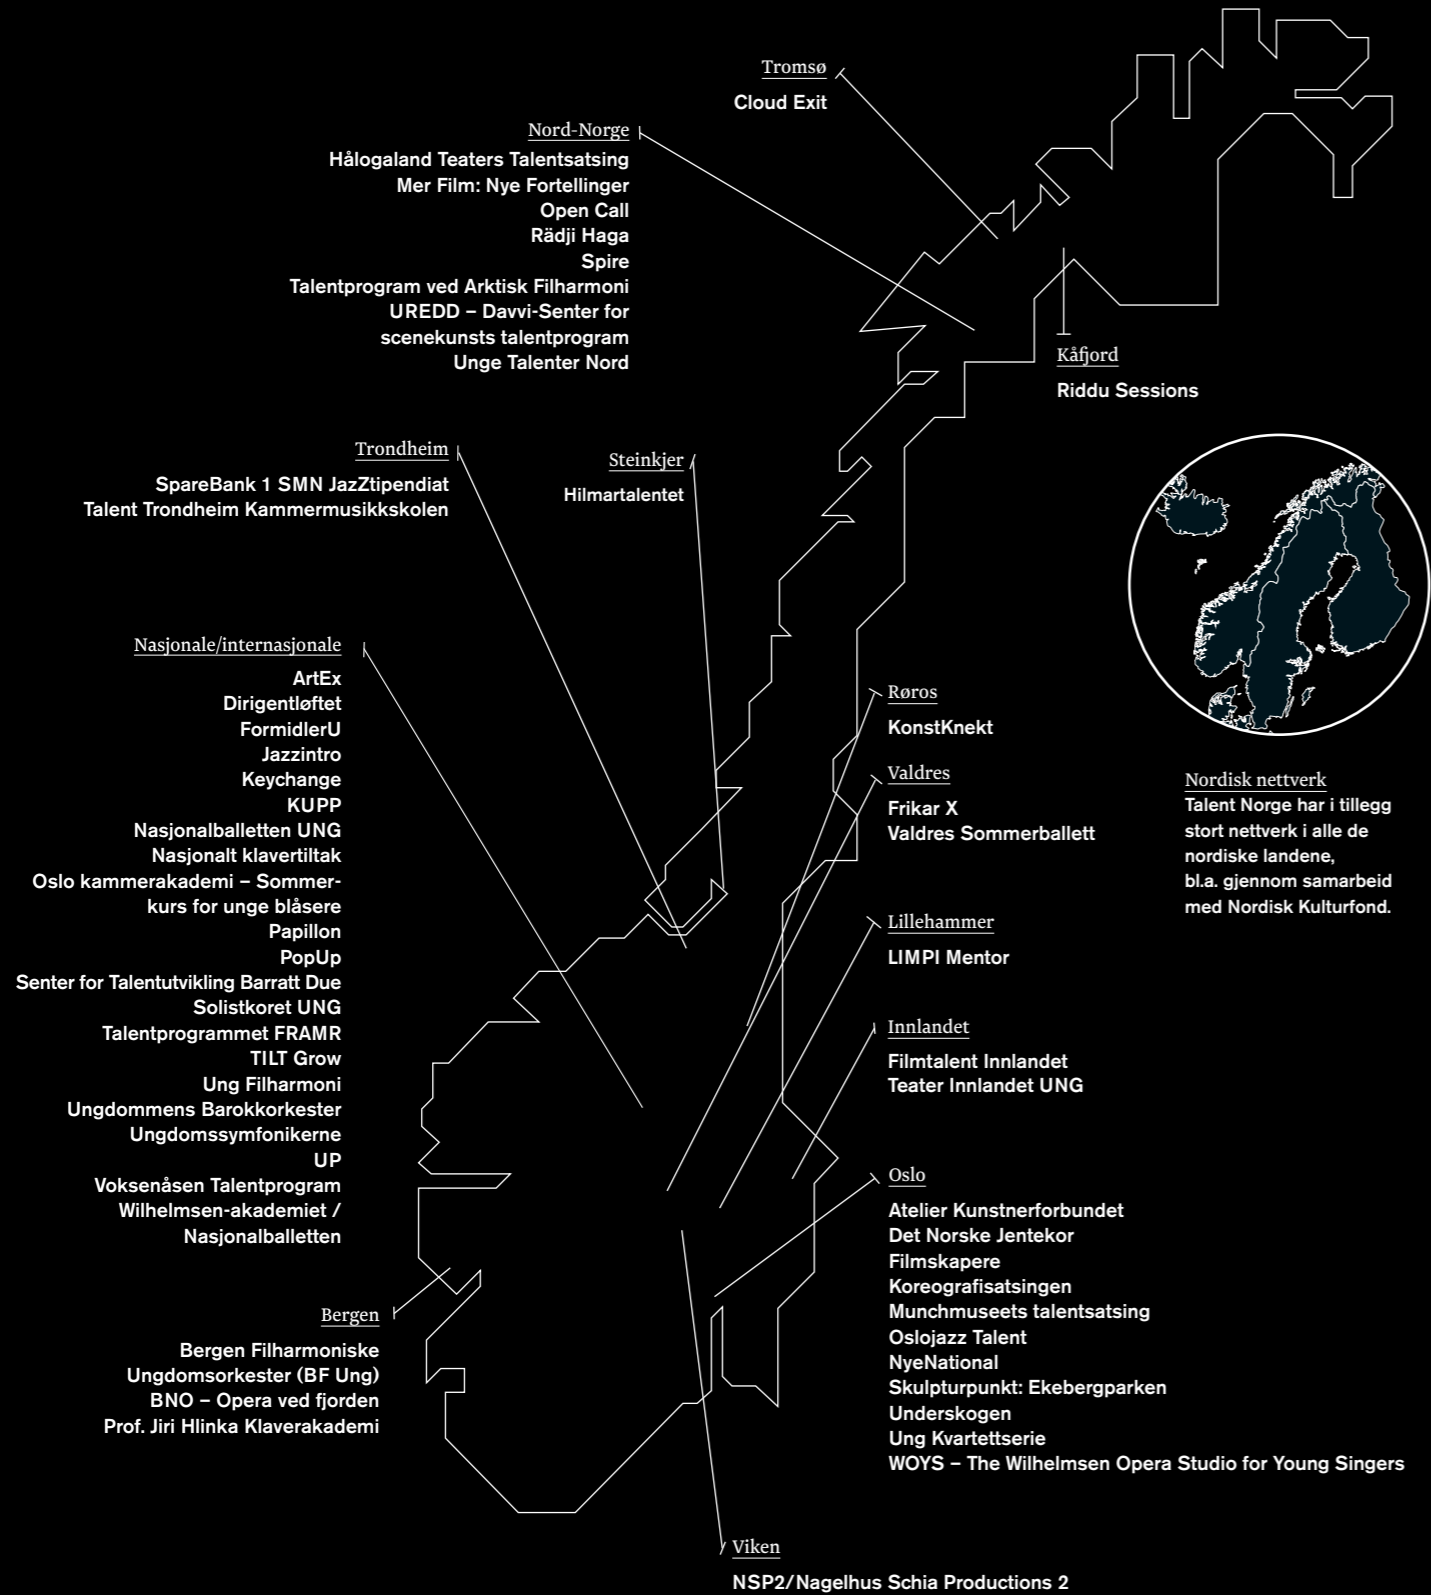 Tromsø
Cloud Exit
Nord-Norge
Hålogaland Teaters Talentsatsing
Mer Film: Nye Fortellinger
Open Call
Rädji Haga
Spire
Talentprogram ved Arktisk Filharmoni
UREDD – Davvi-Senter for
scenekunsts talentprogram
Unge Talenter Nord
Kåfjord
Riddu Sessions
Trondheim
SpareBank 1 SMN JazZtipendiat
Talent Trondheim Kammermusikkskolen
Steinkjer
Hilmartalentet
Nasjonale/internasjonale
ArtEx
Dirigentløftet
FormidlerU
Jazzintro
Keychange
KUPP
Nasjonalballetten UNG
Nasjonalt klavertiltak
Oslo kammerakademi – Sommer-
kurs for unge blåsere
Papillon
PopUp
Senter for Talentutvikling Barratt Due
Solistkoret UNG
Talentprogrammet FRAMR
TILT Grow
Ung Filharmoni
Ungdommens Barokkorkester
Ungdomssymfonikerne
UP
Voksenåsen Talentprogram
Wilhelmsen-akademiet /
Nasjonalballetten
Røros
KonstKnekt
Valdres
Frikar X
Valdres Sommerballett
Nordisk nettverk
Talent Norge har i tillegg
stort nettverk i alle de
nordiske landene,
bl.a. gjennom samarbeid
med Nordisk Kulturfond.
Lillehammer
LIMPI Mentor
Innlandet
Filmtalent Innlandet
Teater Innlandet UNG
Oslo
Atelier Kunstnerforbundet
Det Norske Jentekor
Filmskapere
Koreografisatsingen
Munchmuseets talentsatsing
Oslojazz Talent
NyeNational
Skulpturpunkt: Ekebergparken
Underskogen
Ung Kvartettserie
WOYS – The Wilhelmsen Opera Studio for Young Singers
Bergen
Bergen Filharmoniske
Ungdomsorkester (BF Ung)
BNO – Opera ved fjorden
Prof. Jiri Hlinka Klaverakademi
Viken
NSP2/Nagelhus Schia Productions 2